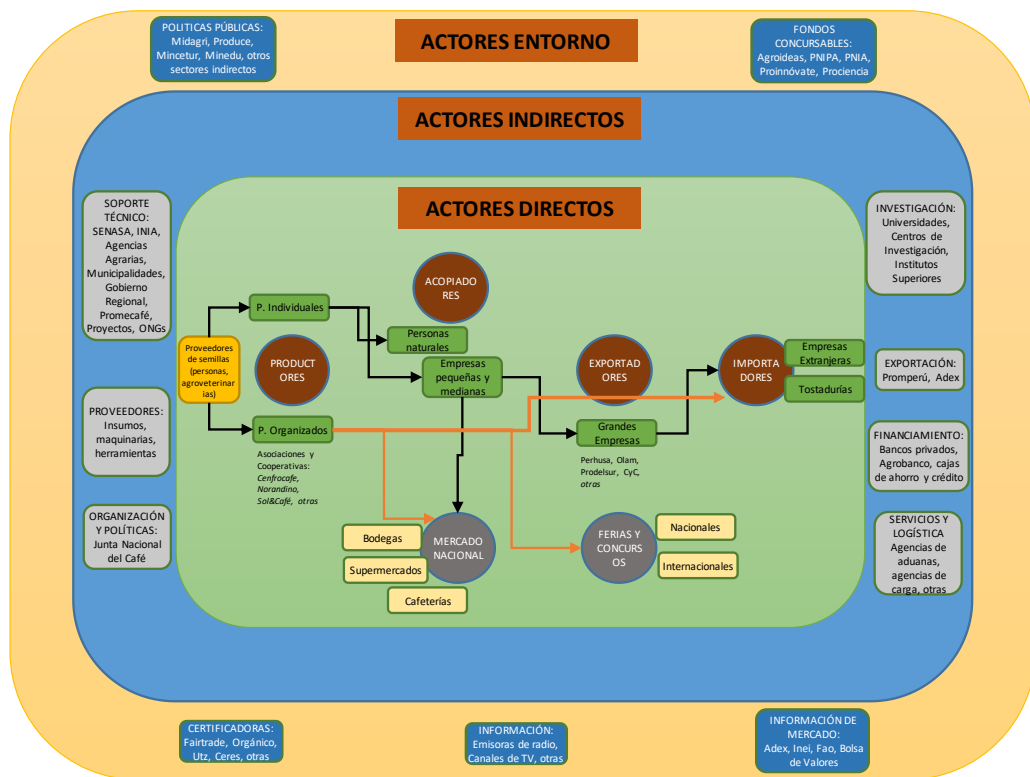 POLITICAS PÚBLICAS:
Midagri, Produce,
Mincetur, Minedu, otros
sectores indirectos
ACTORES ENTORNO
FONDOS
CONCURSABLES:
Agroideas, PNIPA, PNIA,
Proinnóvate, Prociencia
ACTORES INDIRECTOS
ACTORES DIRECTOS
SOPORTE
TÉCNICO:
SENASA, INIA,
Agencias
Agrarias,
Municipalidades,
Gobierno
Regional,
Promecafé,
Proyectos, ONGs
PROVEEDORES:
Insumos,
maquinarias,
herramientas
ORGANIZACIÓN
Y POLÍTICAS:
Junta Nacional
del Café
Proveedores
de semillas
(personas,
agroveterinar
ias)
P. Individuales
PRODUCT
ORES
P. Organizados
Asociaciones y
Cooperativas:
Cenfrocafe,
Norandino,
Sol&Café, otras
ACOPIADO
RES
Personas
naturales
Empresas
pequeñas y
medianas
EXPORTAD
ORES
Grandes
Empresas
Perhusa, Olam,
Prodelsur, CyC,
otras
IMPORTA
DORES
Empresas
Extranjeras
Tostadurías
Bodegas
Supermercados
Cafeterías
MERCADO
NACIONAL
FERIAS Y
CONCURS
OS
Nacionales
Internacionales
INVESTIGACIÓN:
Universidades,
Centros de
Investigación,
Institutos
Superiores
EXPORTACIÓN:
Promperú, Adex
FINANCIAMIENTO:
Bancos privados,
Agrobanco, cajas
de ahorro y crédito
SERVICIOS Y
LOGÍSTICA
Agencias de
aduanas,
agencias de
carga, otras
CERTIFICADORAS:
Fairtrade, Orgánico,
Utz, Ceres, otras
INFORMACIÓN:
Emisoras de radio,
Canales de TV, otras
INFORMACIÓN DE
MERCADO:
Adex, Inei, Fao, Bolsa
de Valores